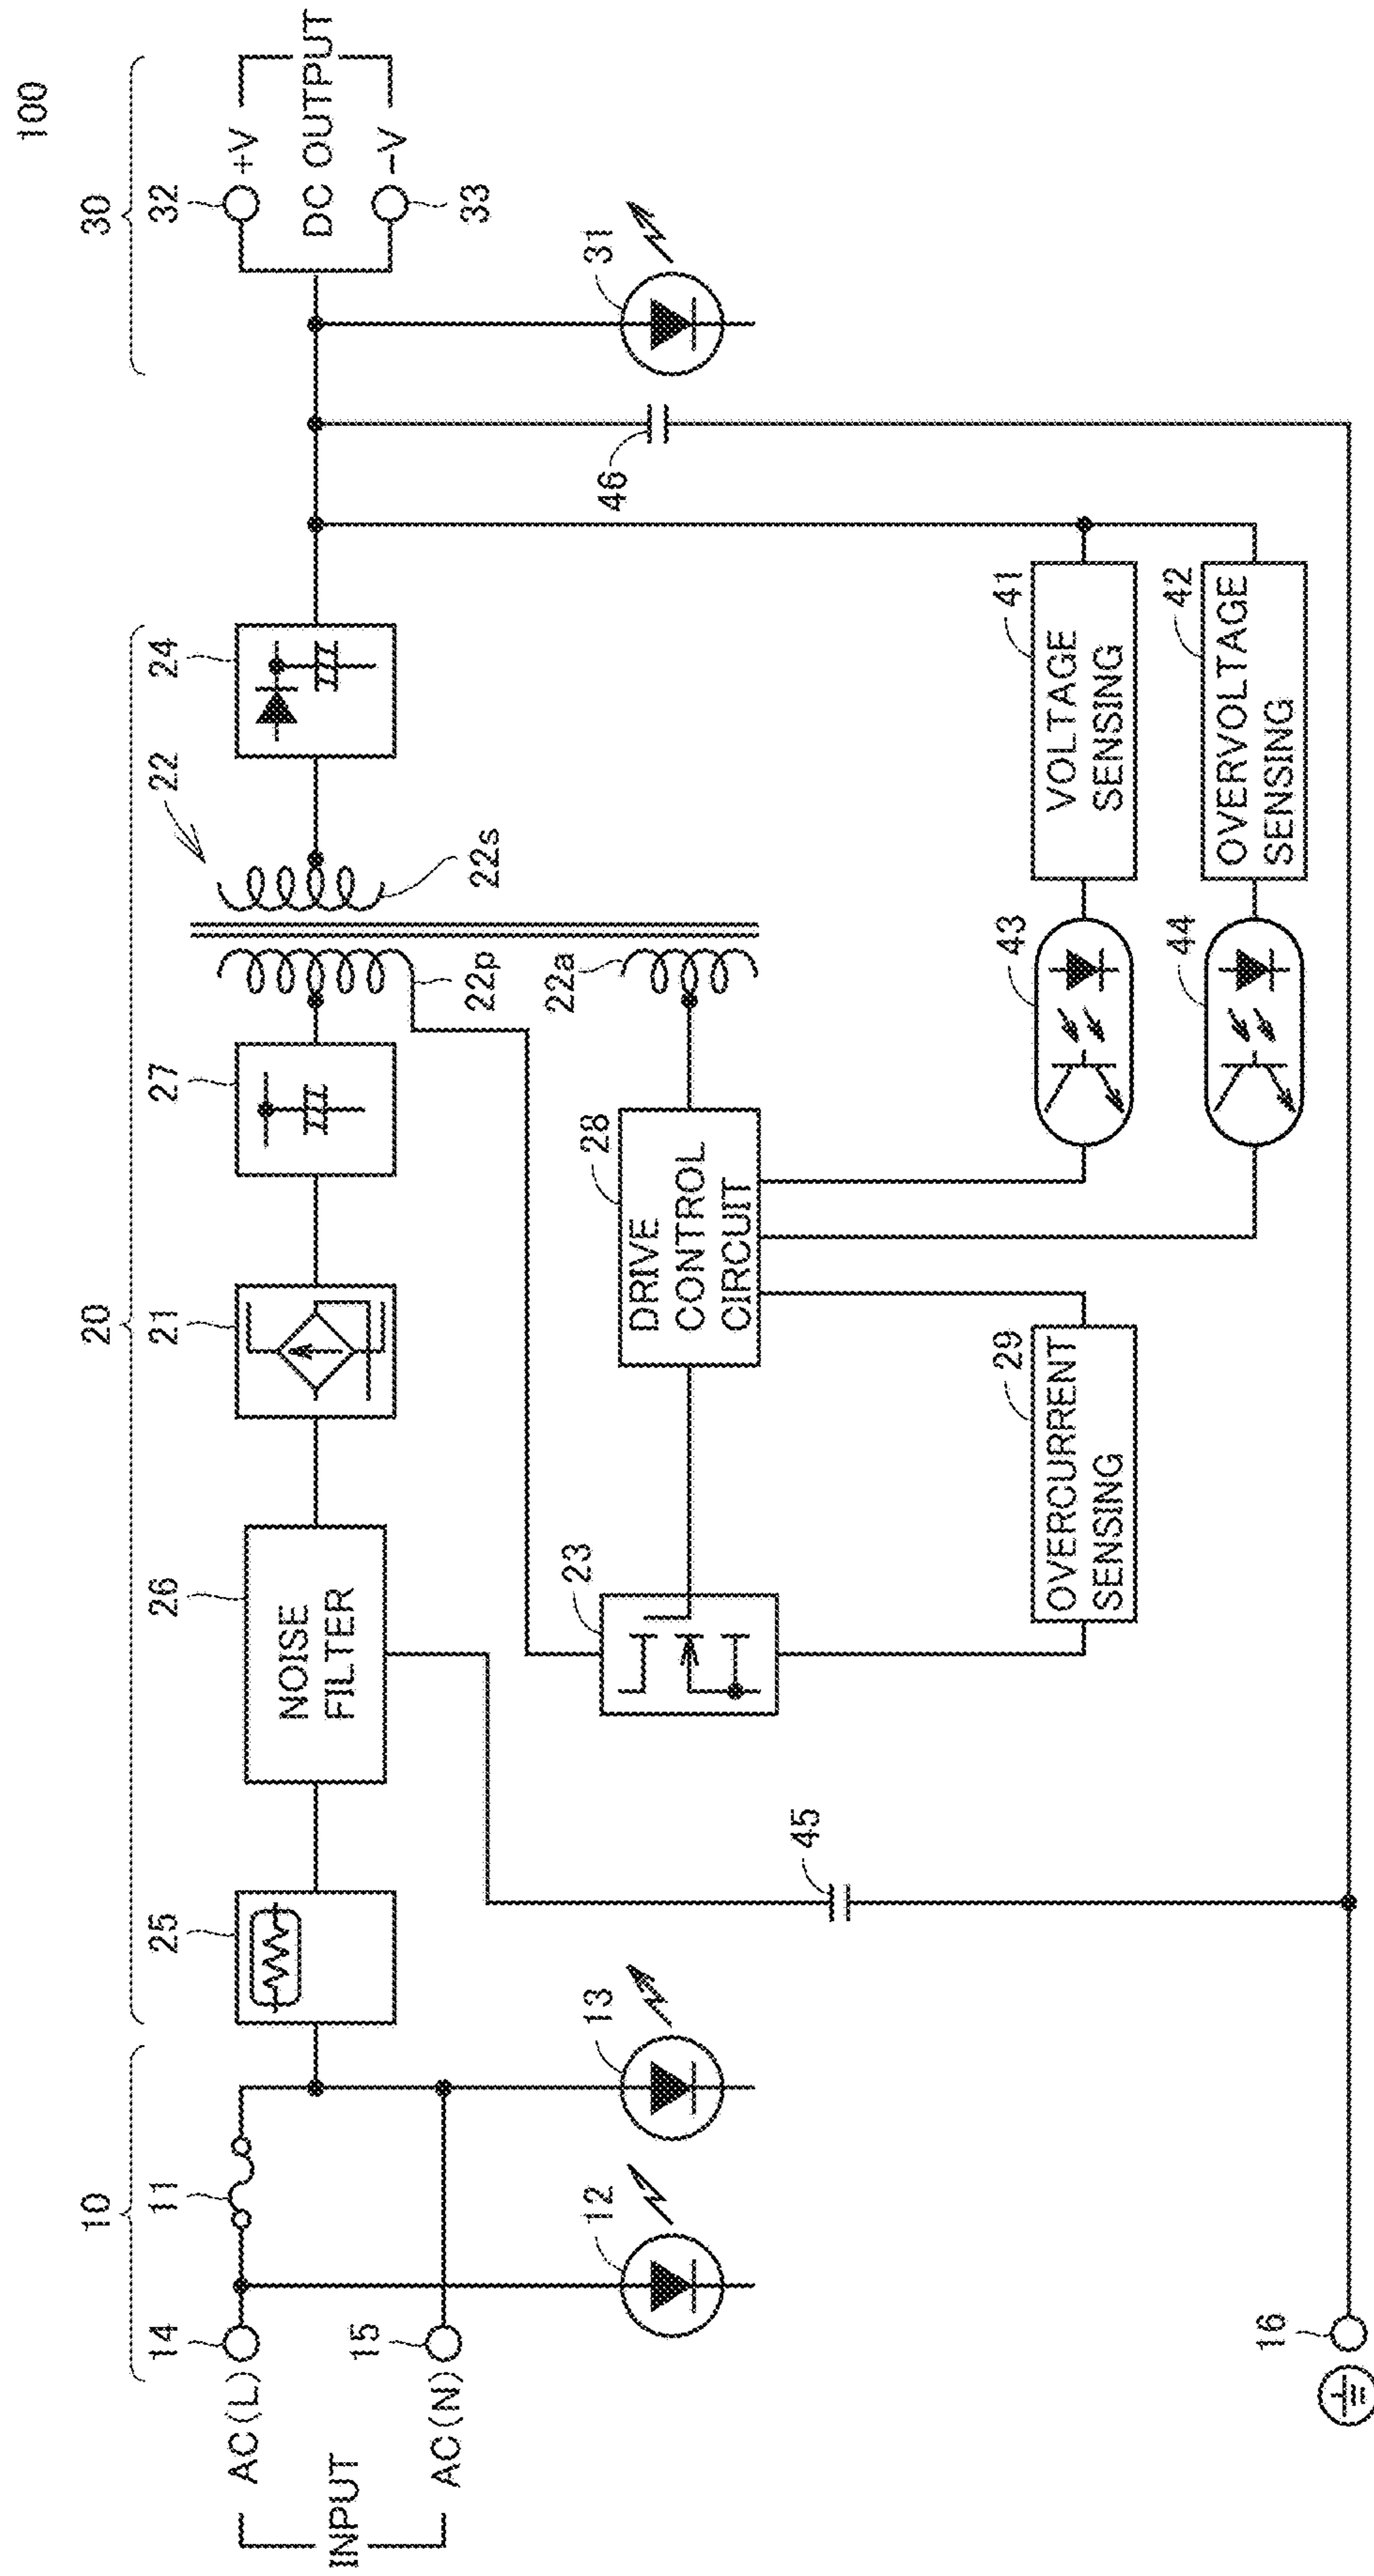 100
10
20
30
14
11
25
26
21
27
22
24
32
AC(L)
+V
INPUT
NOISE
FILTER
DC OUTPUT
15
AC(N)
22p
22s
-V
33
12
13
23
28
22a
46
31
DRIVE
CONTROL
CIRCUIT
45
29
OVERCURRENT
SENSING
43
41
VOLTAGE
SENSING
44
42
OVERVOLTAGE
SENSING
16